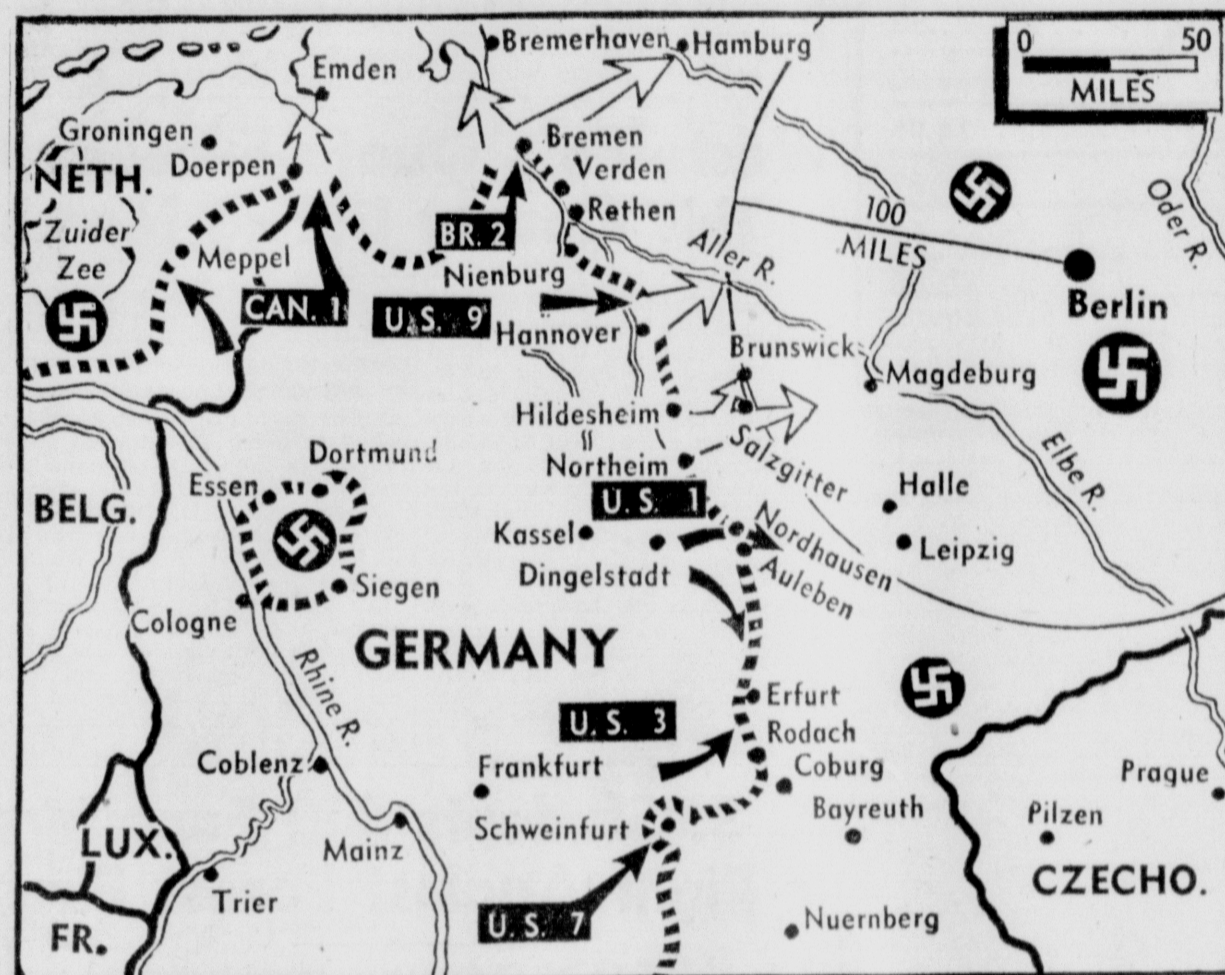 0 50
MILES
Bremerhaven
Hamburg
Emden
Groningen
Doerpen
Bremen
Verden
NETH.
Rethen
100
MILES
Oder R.
Zuider
Zee
Meppel
BR. 2
Nienburg
Aller R.
Berlin
CAN. 1
U. S. 9
Hannover
Brunswick
Magdeburg
Hildesheim
Salzgitter
Elbe R.
Dortmund
Northeim
Essen
BELG.
U. S. 1
Halle
Kassel
Nordhausen
Leipzig
Dingelstadt
Auleben
Siegen
Cologne
GERMANY
Rhine R.
Erfurt
U. S. 3
Rodach
Coblenz
Frankfurt
Coburg
Prague
Bayreuth
Pilzen
Schweinfurt
LUX.
Mainz
CZECHO.
Trier
U. S. 7
Nuernberg
FR.